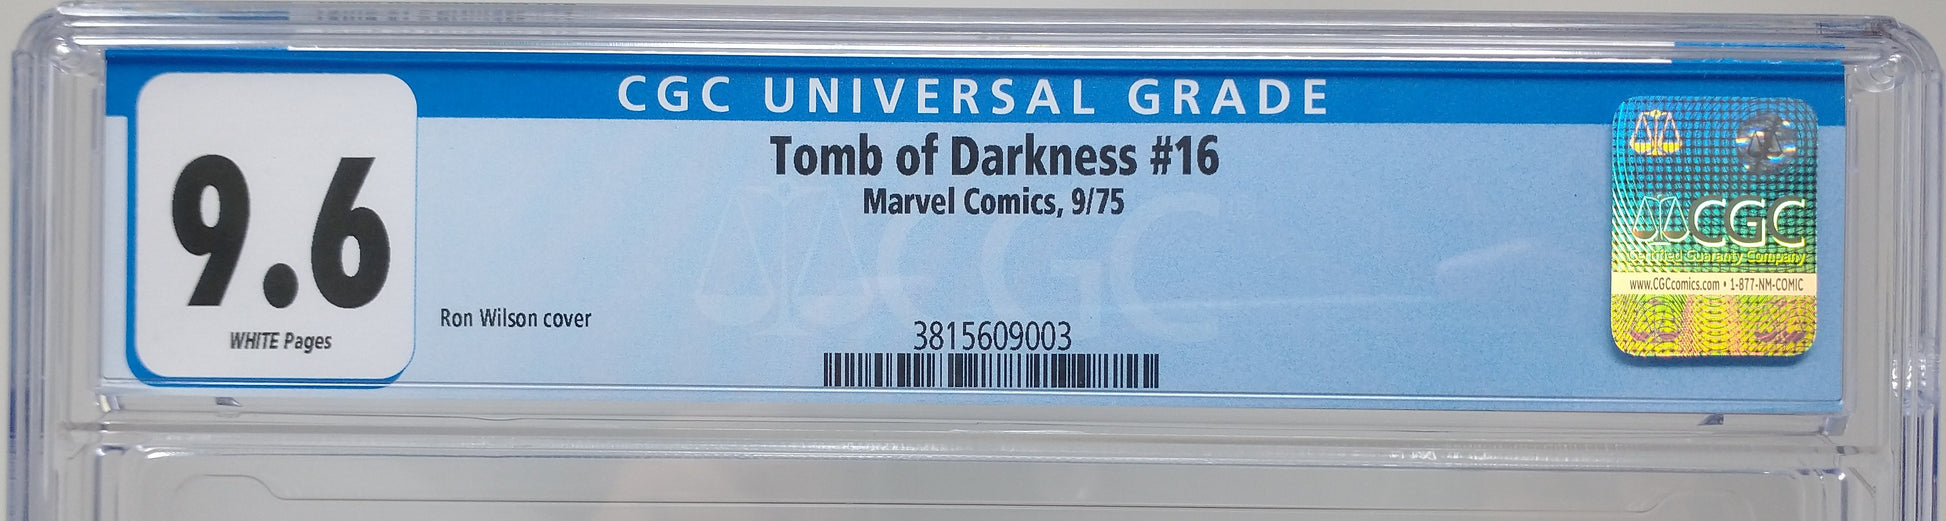 CGC UNIVERSAL GRADE
9.6
WHITE Pages
Tomb of Darkness #16
Marvel Comics, 9/75
Ron Wilson cover
CGC
3815609003
CGC
Certified Guaranty Company
www.CGCcomics.com • 1-877-NM-COMIC